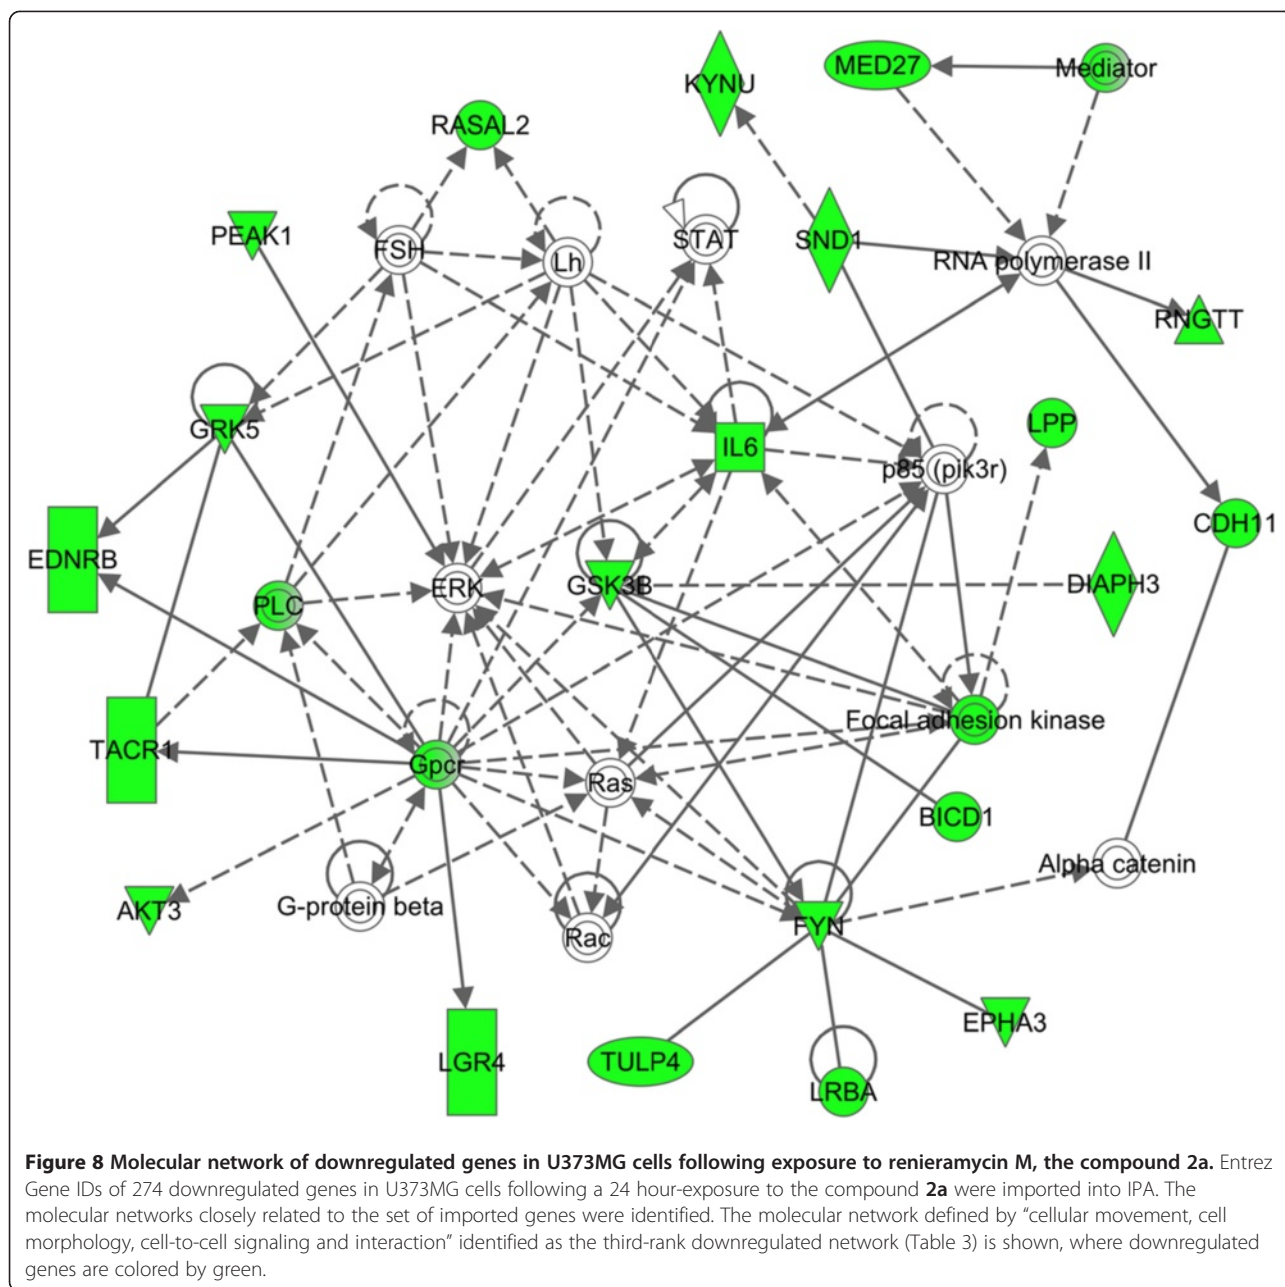 KYNU
MED27
Mediator
RASAL2
PEAK1
FSH
Lh
STAT
SND1
RNA polymerase II
RNGTT
GRK5
IL6
LPP
p85 (pik3r)
CDH11
EDNRB
PLC
ERK
GSK3B
DIAPH3
TACR1
Gpcr
Ras
Focal adhesion kinase
BICD1
Alpha catenin
AKT3
G-protein beta
Rac
FYN
EPHA3
LGR4
TULP4
LRBA
Figure 8 Molecular network of downregulated genes in U373MG cells following exposure to renieramycin M, the compound 2a. Entrez
Gene IDs of 274 downregulated genes in U373MG cells following a 24 hour-exposure to the compound 2a were imported into IPA. The
molecular networks closely related to the set of imported genes were identified. The molecular network defined by “cellular movement, cell
morphology, cell-to-cell signaling and interaction” identified as the third-rank downregulated network (Table 3) is shown, where downregulated
genes are colored by green.